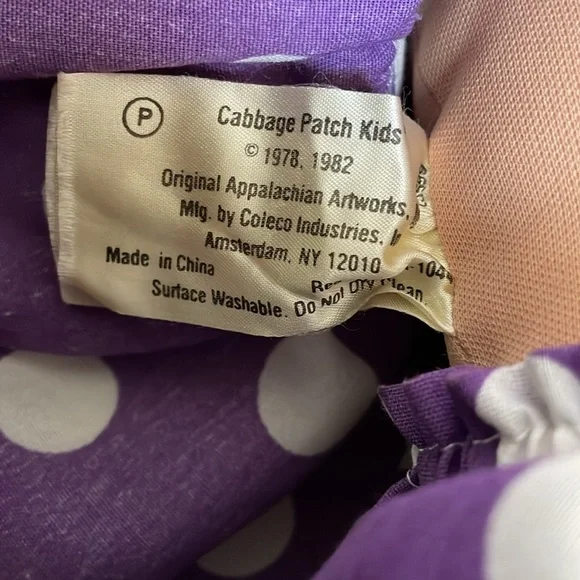 P
Cabbage Patch Kids
© 1978, 1982
Original Appalachian Artworks,
Mfg. by Coleco Industries,
Amsterdam, NY 12010
Made in China
Surface Washable. Do Not Dry Clean.